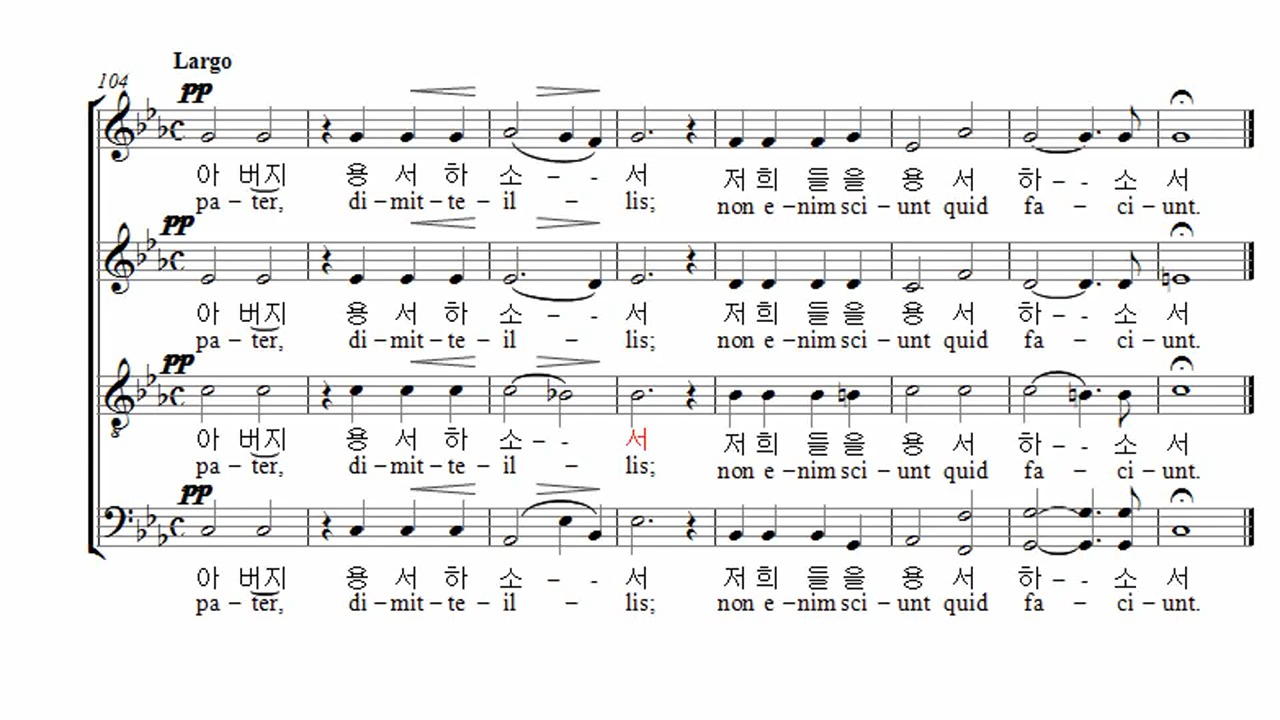 Largo
104
pp
아 버지 용 서 하 소 - - 서 저 희 들 을 용 서 하 - - 소 서
pa – ter, di – mit – te – il – lis; non e – nim sci – unt quid fa – ci – unt.
pp
아 버지 용 서 하 소 - - 서 저 희 들 을 용 서 하 - - 소 서
pa – ter, di – mit – te – il – lis; non e – nim sci – unt quid fa – ci – unt.
pp
아 버지 용 서 하 소 - - 서 저 희 들 을 용 서 하 - - 소 서
pa – ter, di – mit – te – il – lis; non e – nim sci – unt quid fa – ci – unt.
pp
아 버지 용 서 하 소 - - 서 저 희 들 을 용 서 하 - - 소 서
pa – ter, di – mit – te – il – lis; non e – nim sci – unt quid fa – ci – unt.